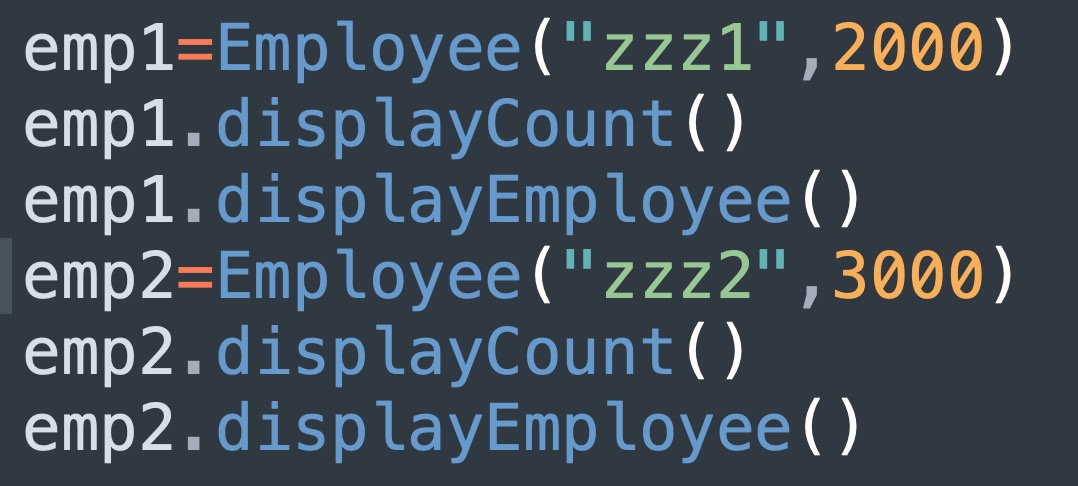 emp1=Employee("zzz1",2000)
emp1.displayCount()
emp1.displayEmployee()
emp2=Employee("zzz2",3000)
emp2.displayCount()
emp2.displayEmployee()